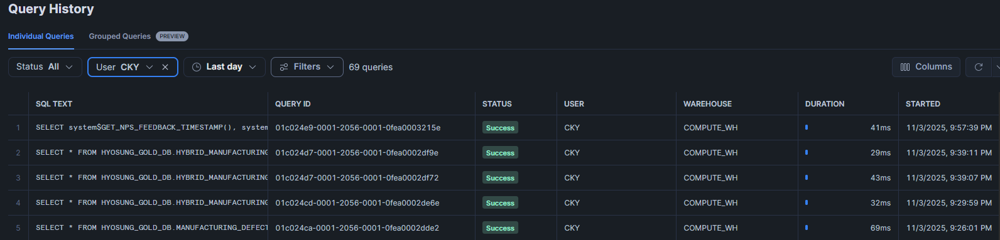 Query History
Individual Queries Grouped Queries PREVIEW
Status All User CKY Last day Filters 69 queries Columns
SQL TEXT QUERY ID STATUS USER WAREHOUSE DURATION STARTED
1 SELECT system$GET_NPS_FEEDBACK_TIMESTAMP(), system 01c024e9-0001-2056-0001-0fea0003215e Success CKY COMPUTE_WH 41ms 11/3/2025, 9:57:39 PM
2 SELECT * FROM HYOSUNG_GOLD_DB.HYBRID_MANUFACTURING 01c024d7-0001-2056-0001-0fea0002df9e Success CKY COMPUTE_WH 29ms 11/3/2025, 9:39:11 PM
3 SELECT * FROM HYOSUNG_GOLD_DB.HYBRID_MANUFACTURING 01c024d7-0001-2056-0001-0fea0002df72 Success CKY COMPUTE_WH 43ms 11/3/2025, 9:39:07 PM
4 SELECT * FROM HYOSUNG_GOLD_DB.HYBRID_MANUFACTURING 01c024cd-0001-2056-0001-0fea0002de6e Success CKY COMPUTE_WH 32ms 11/3/2025, 9:29:59 PM
5 SELECT * FROM HYOSUNG_GOLD_DB.MANUFACTURING_DEFECT 01c024ca-0001-2056-0001-0fea0002dde2 Success CKY COMPUTE_WH 69ms 11/3/2025, 9:26:01 PM